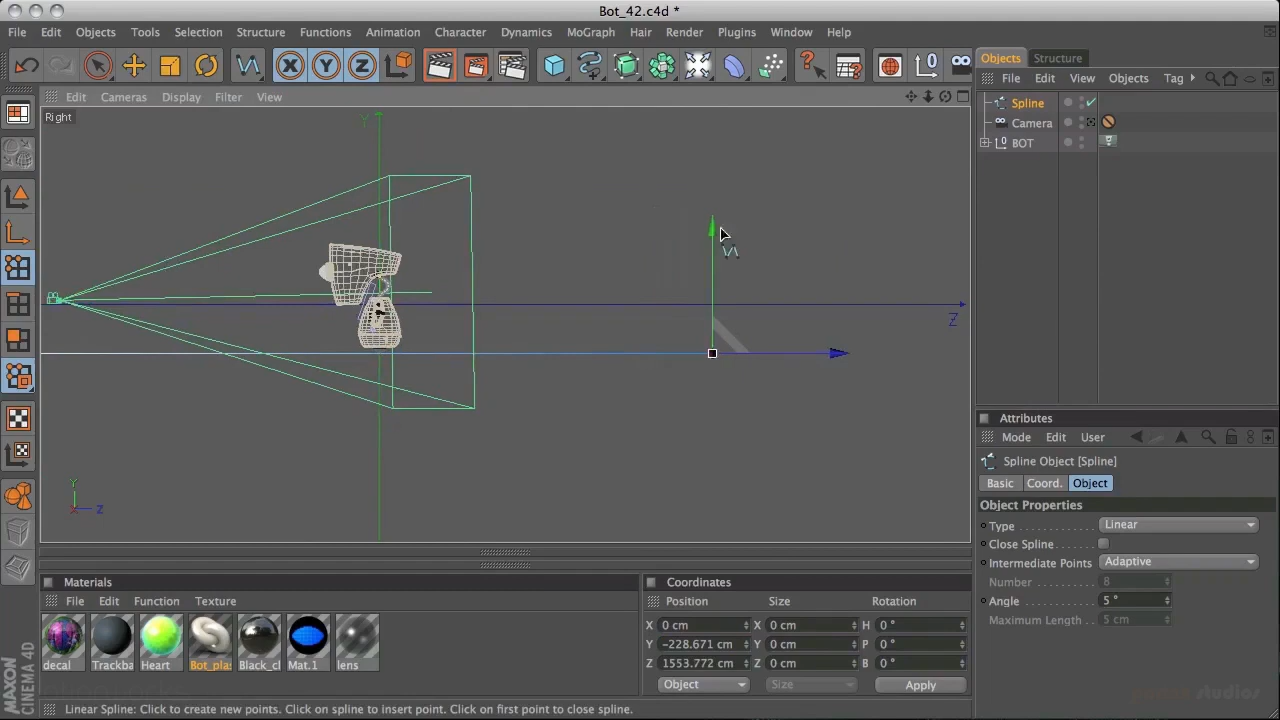 Bot_42.c4d *
File Edit Objects Tools Selection Structure Functions Animation Character Dynamics MoGraph Hair Render Plugins Window Help
Objects Structure
File Edit View Objects Tag
Edit Cameras Display Filter View
Right
Y
Z
Y
Z
X
Spline
Camera
BOT
Attributes
Mode Edit User
Spline Object [Spline]
Basic Coord. Object
Object Properties
Type Linear
Close Spline
Intermediate Points Adaptive
Number 8
Angle 5 °
Maximum Length 5 cm
Materials
File Edit Function Texture
decal Trackba Heart Bot_plas Black_cl Mat.1 lens
Coordinates
Position Size Rotation
X 0 cm X 0 cm H 0 °
Y -228.671 cm Y 0 cm P 0 °
Z 1553.772 cm Z 0 cm B 0 °
Object Size Apply
Linear Spline: Click to create new points. Click on spline to insert point. Click on first point to close spline.
MAXON CINEMA 4D
studios